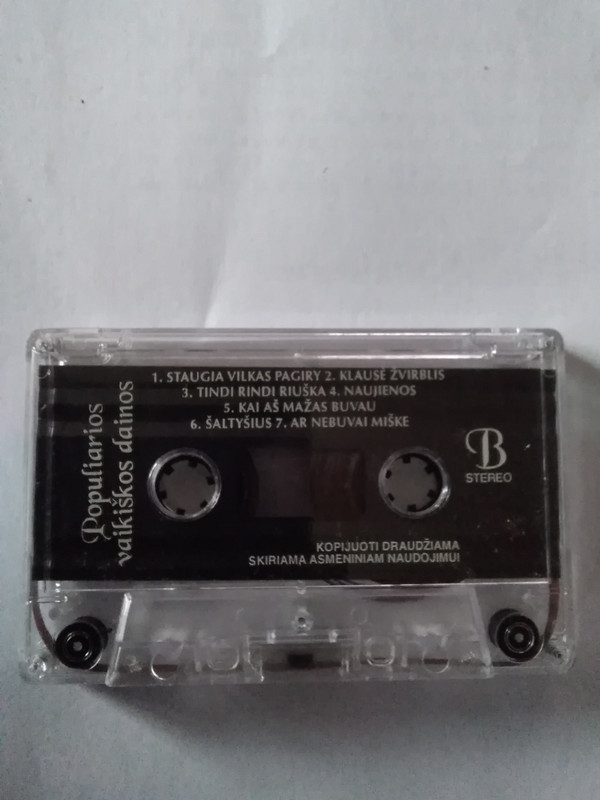 Populiarios
vaikiškos dainos
1. STAUGIA VILKAS PAGIRY 2. KLAUSĖ ŽVIRBLIS
3. TINDI RINDI RIUŠKA 4. NAUJIENOS
5. KAI AŠ MAŽAS BUVAU
6. ŠALTYŠIUS 7. AR NEBUVAI MIŠKE
B
STEREO
KOPIJUOTI DRAUDŽIAMA
SKIRIAMA ASMENINIAM NAUDOJIMUI